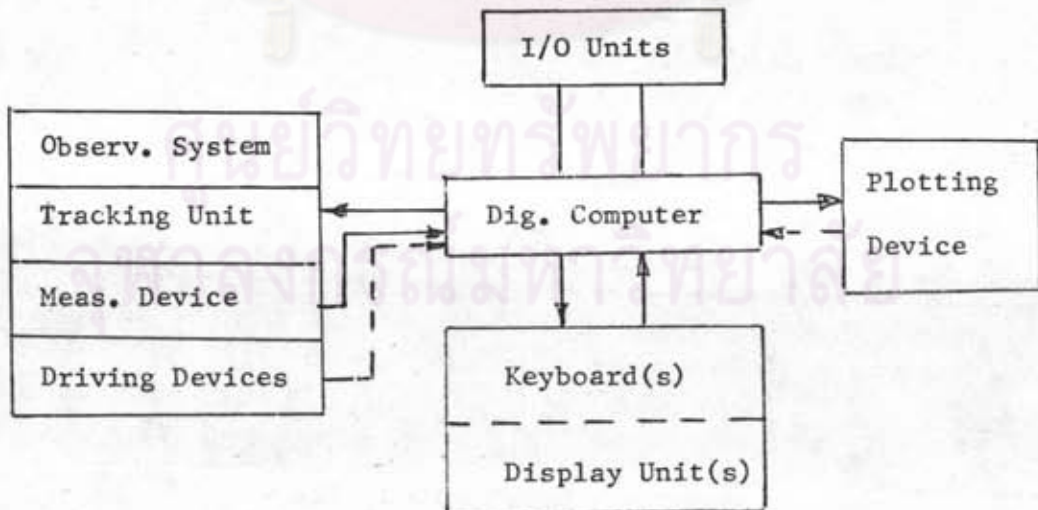 I/O Units
Observ. System
Tracking Unit
Meas. Device
Driving Devices
Dig. Computer
Plotting
Device
Keyboard(s)
Display Unit(s)
ศูนย์วิทยทรัพยากร
จุฬาลงกรณ์มหาวิทยาลัย